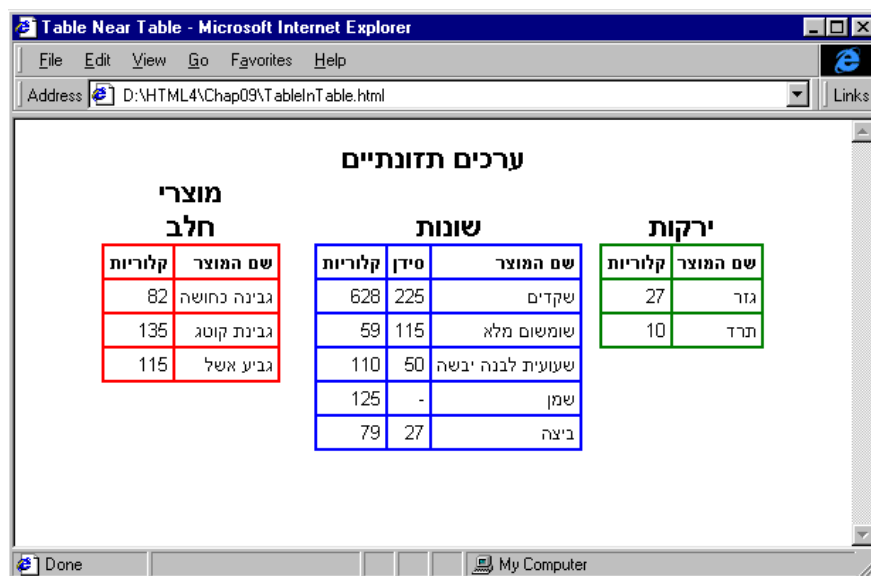 Table Near Table - Microsoft Internet Explorer
File Edit View Go Favorites Help
Address D:\HTML4\Chap09\TableInTable.html Links
ערכים תזונתיים
ירקות
שם המוצר קלוריות
גזר 27
תרד 10
שונות
שם המוצר סידן קלוריות
שקדים 225 628
שומשום מלא 115 59
שעועית לבנה יבשה 50 110
שמן - 125
ביצה 27 79
מוצרי
חלב
שם המוצר קלוריות
גבינה כחושה 82
גבינת קוטג 135
גביע אשל 115
Done My Computer